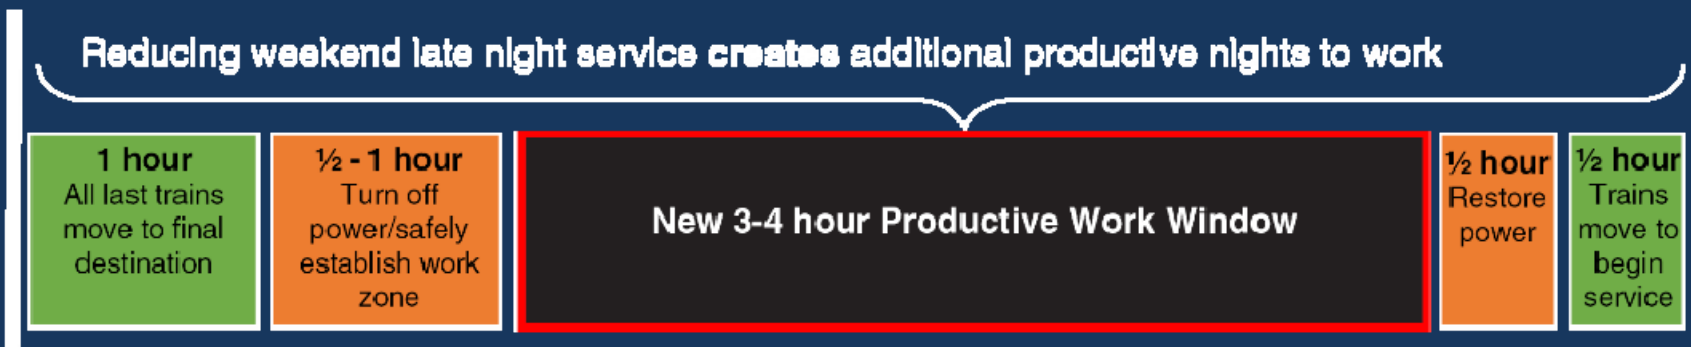 Reducing weekend late night service creates additional productive nights to work
1 hour
All last trains
move to final
destination
½ - 1 hour
Turn off
power/safely
establish work
zone
New 3-4 hour Productive Work Window
½ hour
Restore
power
½ hour
Trains
move to
begin
service